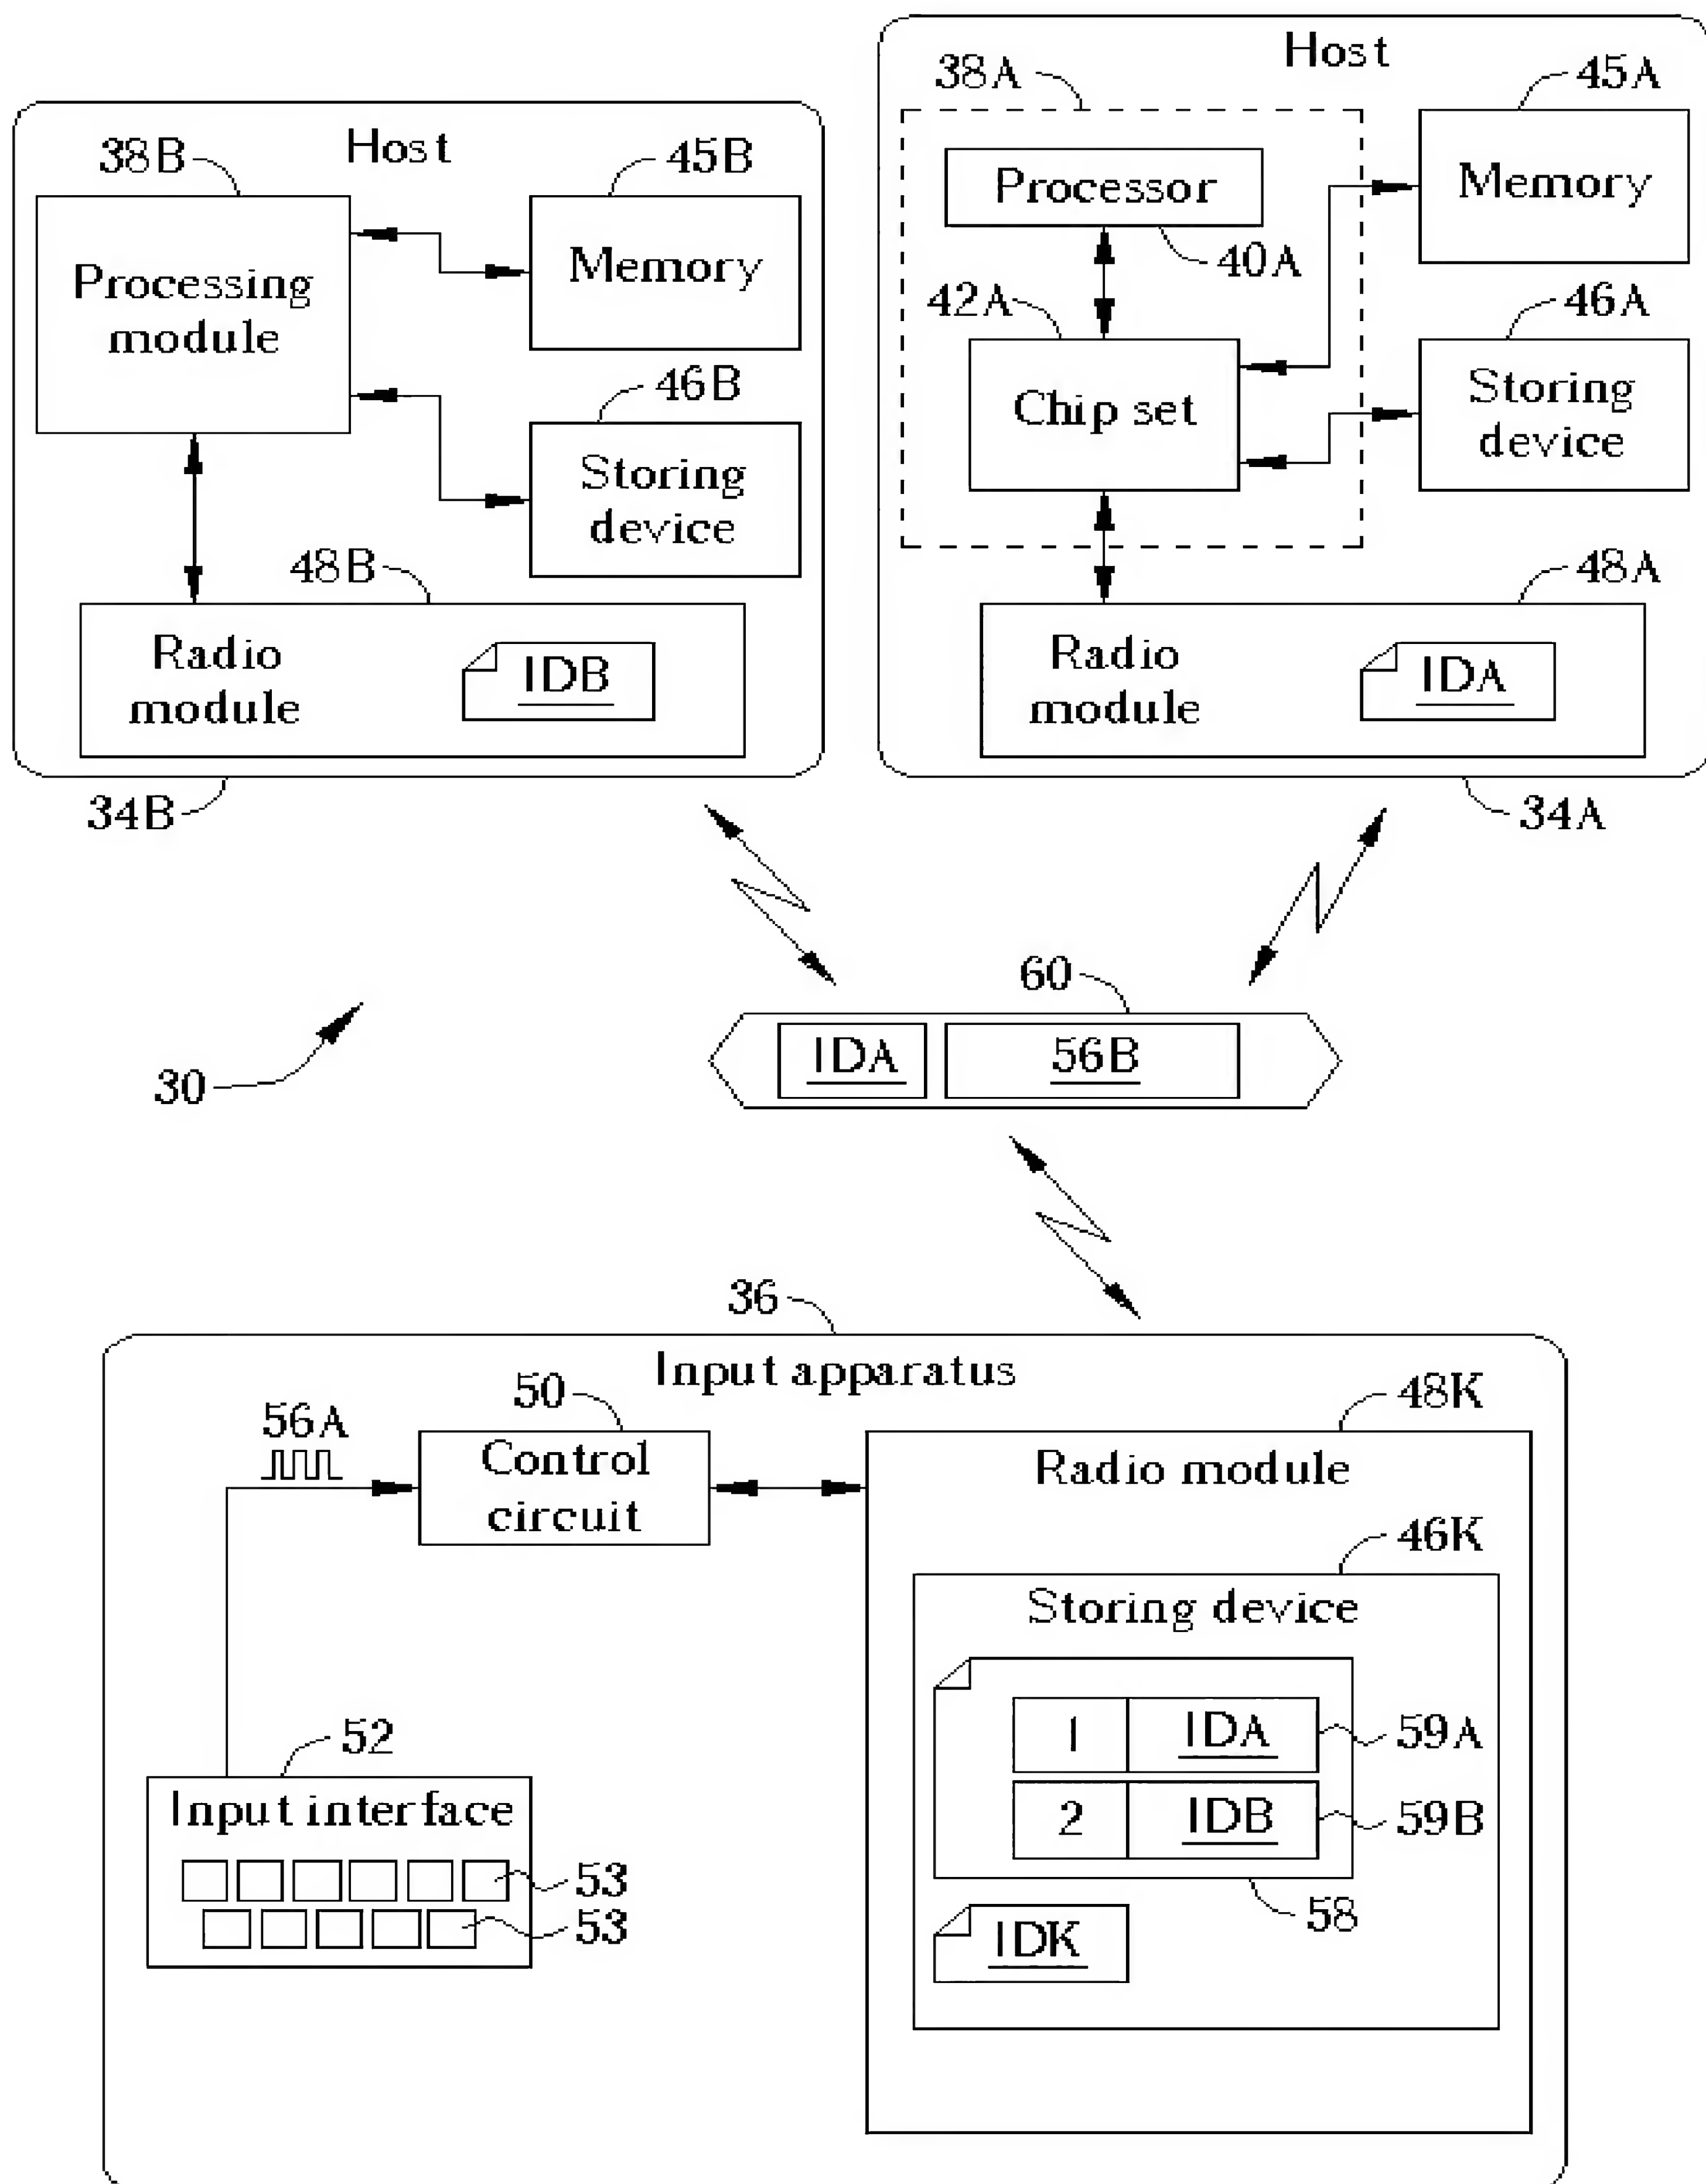 Host
38B
45B
Processing
module
Memory
46B
Storing
device
48B
Radio
module
IDB
34B
Host
38A
45A
Processor
Memory
40A
42A
46A
Chip set
Storing
device
48A
Radio
module
IDA
34A
60
IDA
56B
30
36
Input apparatus
50
56A
Control
circuit
48K
Radio module
46K
Storing device
1
IDA
59A
2
IDB
59B
58
IDK
52
Input interface
53
53